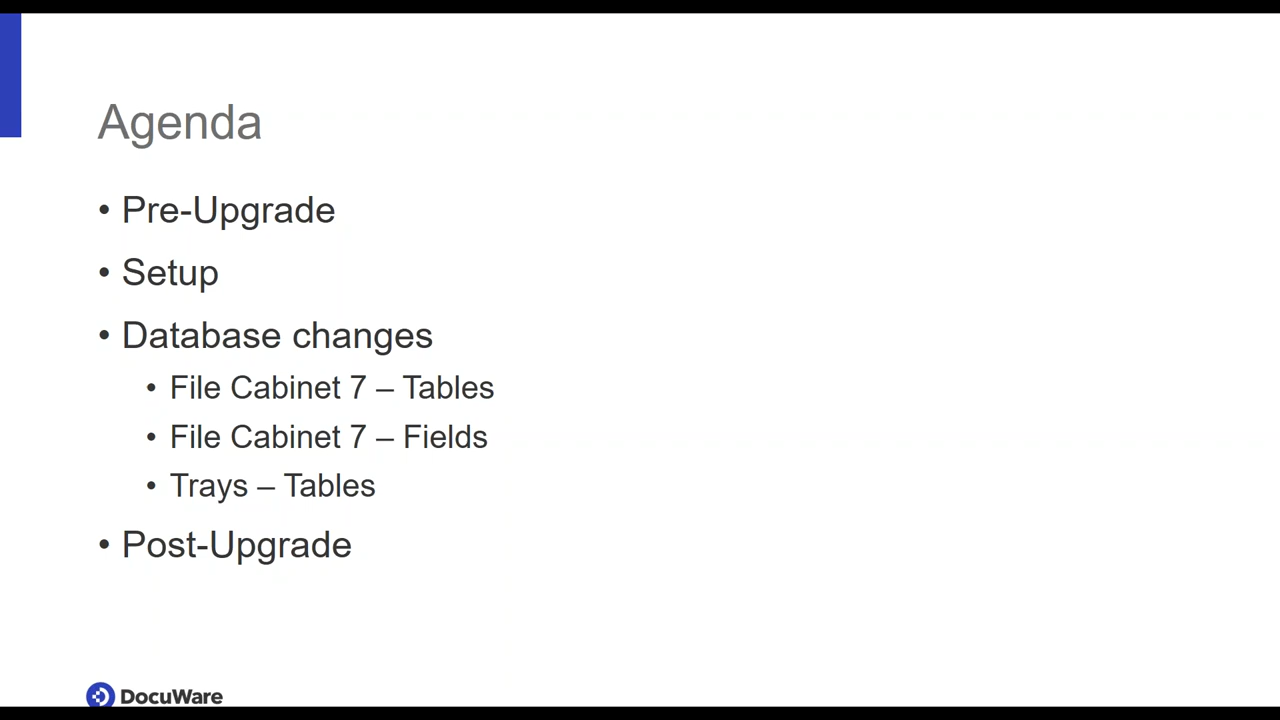 Agenda
• Pre-Upgrade
• Setup
• Database changes
• File Cabinet 7 – Tables
• File Cabinet 7 – Fields
• Trays – Tables
• Post-Upgrade
DocuWare